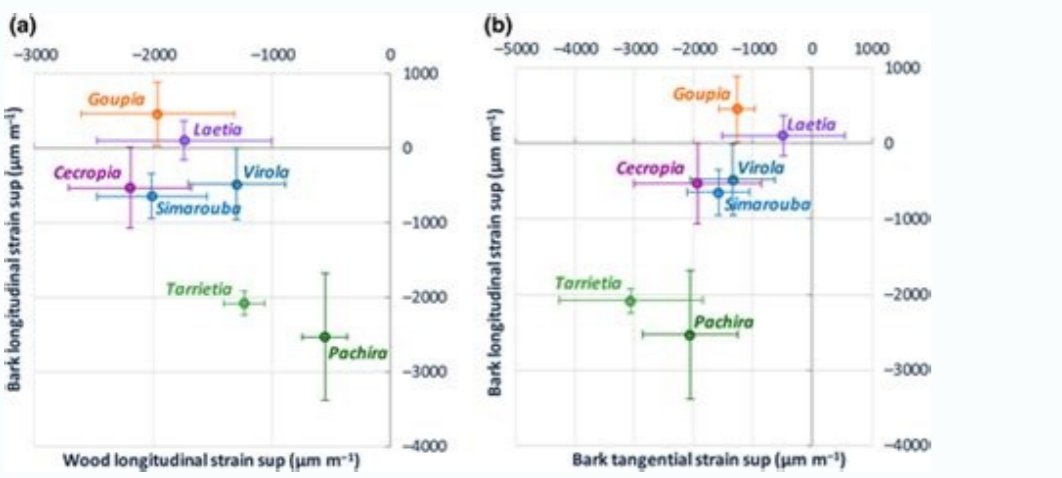 (a)
−3000 −2000 −1000 0
1000
0
−1000
−2000
−3000
−4000
Goupia
Laetia
Cecropia
Virola
Simarouba
Tarrietia
Pachira
Bark longitudinal strain sup (µm m⁻¹)
Wood longitudinal strain sup (µm m⁻¹)
(b)
−5000 −4000 −3000 −2000 −1000 0 1000
1000
0
−1000
−2000
−3000
−4000
Goupia
Laetia
Cecropia
Virola
Simarouba
Tarrietia
Pachira
Bark longitudinal strain sup (µm m⁻¹)
Bark tangential strain sup (µm m⁻¹)